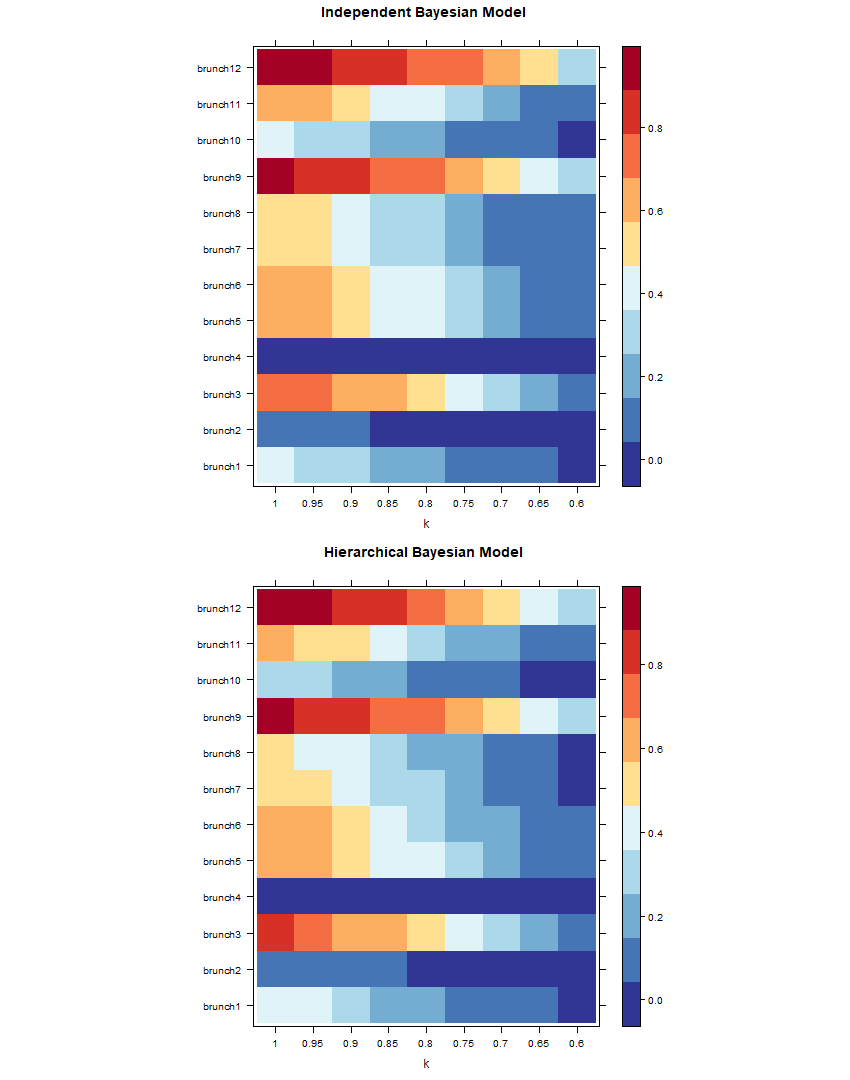 Independent Bayesian Model
brunch12
brunch11
brunch10
brunch9
brunch8
brunch7
brunch6
brunch5
brunch4
brunch3
brunch2
brunch1
0.8
0.6
0.4
0.2
0.0
1 0.95 0.9 0.85 0.8 0.75 0.7 0.65 0.6
k
Hierarchical Bayesian Model
brunch12
brunch11
brunch10
brunch9
brunch8
brunch7
brunch6
brunch5
brunch4
brunch3
brunch2
brunch1
0.8
0.6
0.4
0.2
0.0
1 0.95 0.9 0.85 0.8 0.75 0.7 0.65 0.6
k